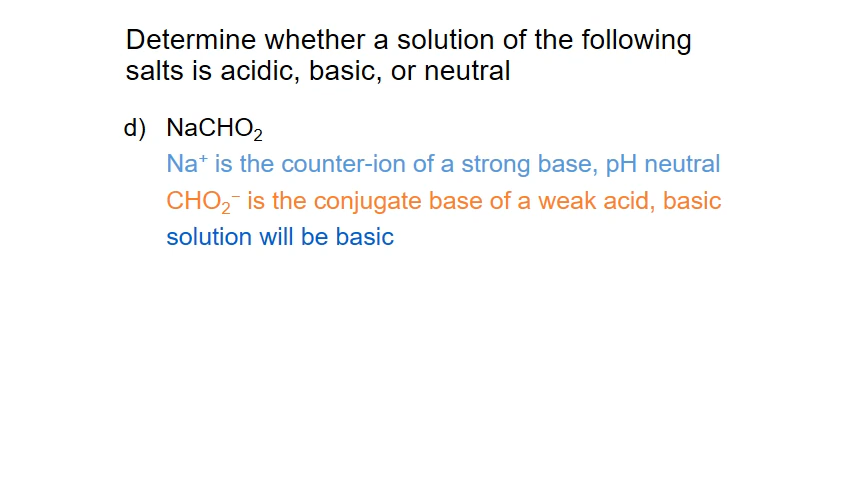 Determine whether a solution of the following
salts is acidic, basic, or neutral
d) NaCHO₂
Na⁺ is the counter-ion of a strong base, pH neutral
CHO₂⁻ is the conjugate base of a weak acid, basic
solution will be basic